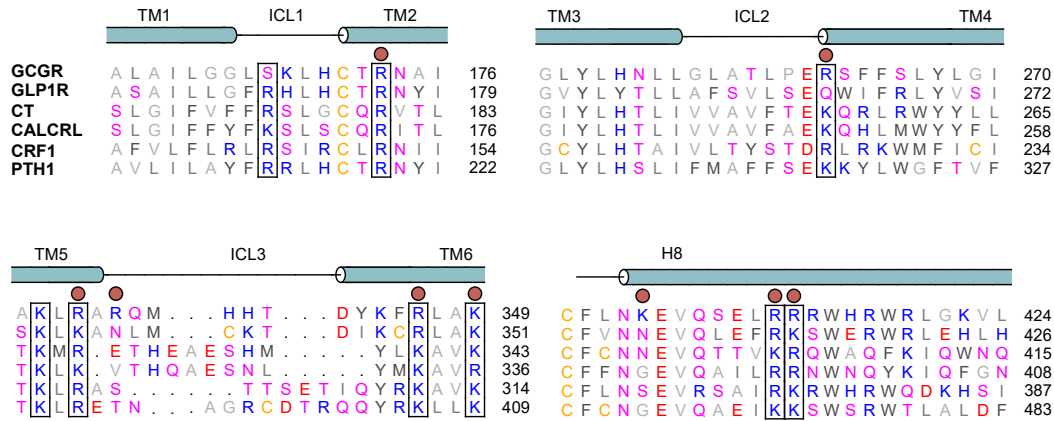 TM1 ICL1 TM2
GCGR A L A I L G G L S K L H C T R N A I 176
GLP1R A S A I L L G F R H L H C T R N Y I 179
CT S L G I F V F F R S L G C Q R V T L 183
CALCRL S L G I F F Y F K S L S C Q R I T L 176
CRF1 A F V L F L R L R S I R C L R N I I 154
PTH1 A V L I L A Y F R R L H C T R N Y I 222
TM3 ICL2 TM4
G L Y L H N L L G L A T L P E R S F F S L Y L G I 270
G V Y L Y T L L A F S V L S E Q W I F R L Y V S I 272
G I Y L H T L I V V A V F T E K Q R L R W Y Y L L 265
G I Y L H T L I V V A V F A E K Q H L M W Y Y F L 258
G C Y L H T A I V L T Y S T D R L R K W M F I C I 234
G L Y L H S L I F M A F F S E K K Y L W G F T V F 327
TM5 ICL3 TM6
A K L R A R Q M . . . H H T . . . D Y K F R L A K 349
S K L K A N L M . . . C K T . . . D I K C R L A K 351
T K M R . E T H E A E S H M . . . . . Y L K A V K 343
T K L K . V T H Q A E S N L . . . . . Y M K A V R 336
T K L R A S . . . . . . T T S E T I Q Y R K A V K 314
T K L R E T N . . . A G R C D T R Q Q Y R K L L K 409
H8
C F L N K E V Q S E L R R R W H R W R L G K V L 424
C F V N N E V Q L E F R K S W E R W R L E H L H 426
C F C N N E V Q T T V K R Q W A Q F K I Q W N Q 415
C F F N G E V Q A I L R R N W N Q Y K I Q F G N 408
C F L N S E V R S A I R K R W H R W Q D K H S I 387
C F C N G E V Q A E I K K S W S R W T L A L D F 483